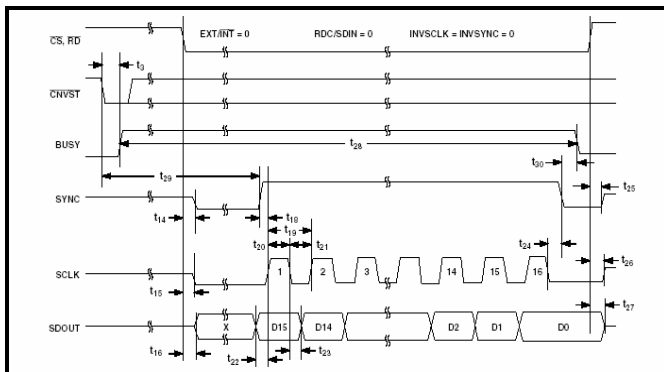 EXT/INT = 0 RDC/SDIN = 0 INVSCLK = INVSYNC = 0
CS, RD
t3
CNVST
BUSY
t28
t29
t30
t25
SYNC
t14
t18
t19
t20
t21
t24
t26
SCLK
1 2 3 14 15 16
t15
t27
SDOUT
X D15 D14 D2 D1 D0
t16
t22
t23